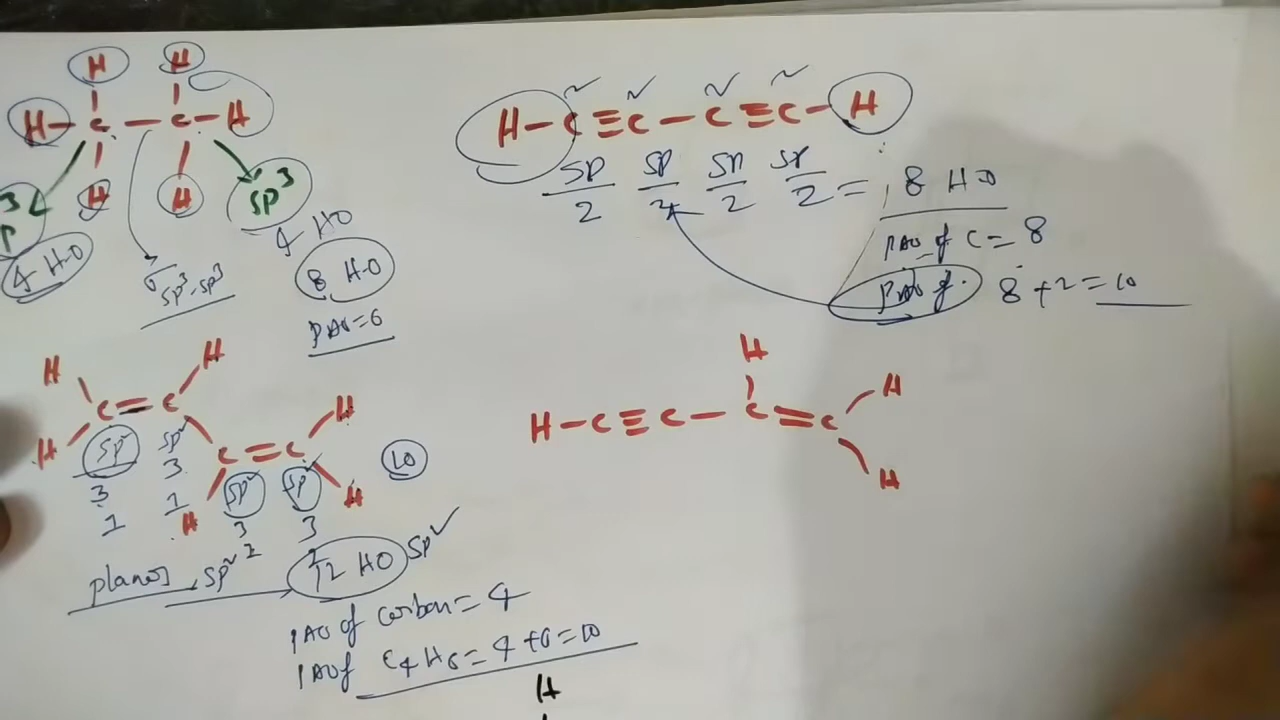 H H
H-C-C-H
H H
sp³
4 HO
4 H-O
σ sp³-sp³
8 H-O
PAO=6
H-C≡C-C≡C-H
sp sp sp sp
2 2 2 2 = 8 H-O
PAO of C = 8
PAO of. 8+2=10
H H
C=C
H
H
C=C
H H
sp² sp² sp² sp²
3 3 3 3
1 1
10
planar, sp²
12 HO sp²
PAO of carbon = 4
PAO of C4H6 = 4+6=10
H
H-C≡C-C=C
H
H
H